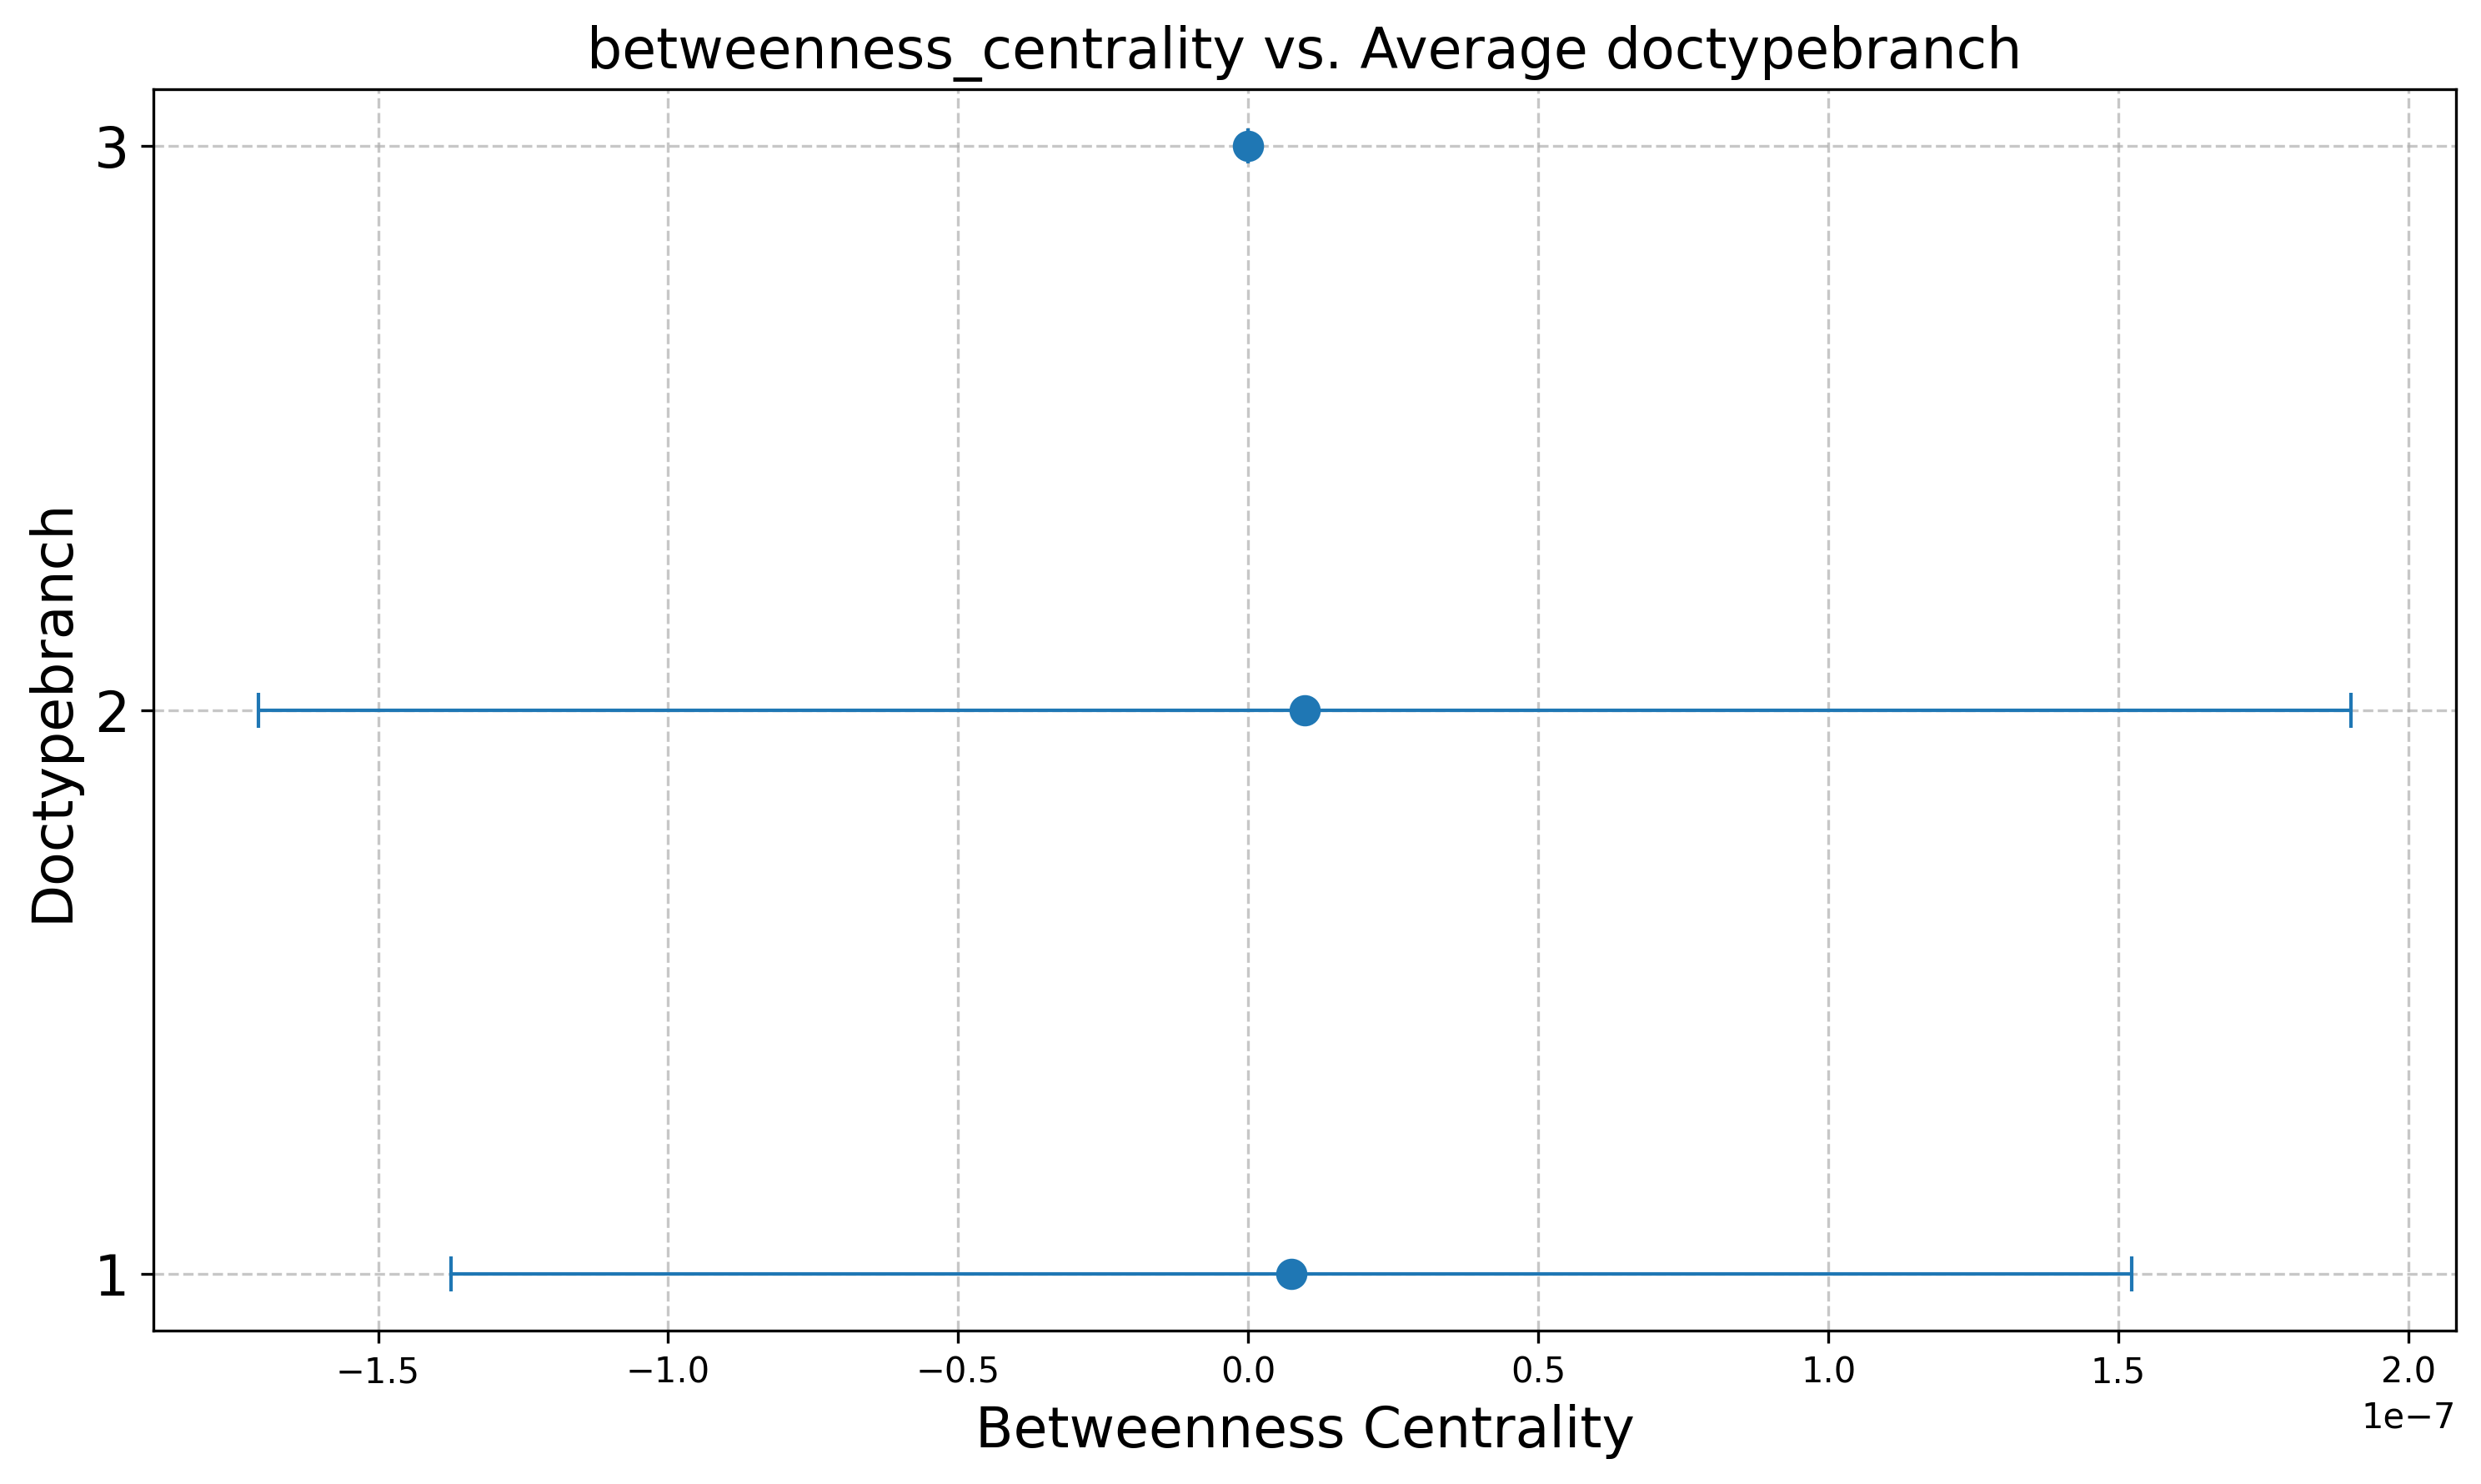 betweenness_centrality vs. Average doctypebranch
Doctypebranch
3
2
1
−1.5 −1.0 −0.5 0.0 0.5 1.0 1.5 2.0
1e−7
Betweenness Centrality